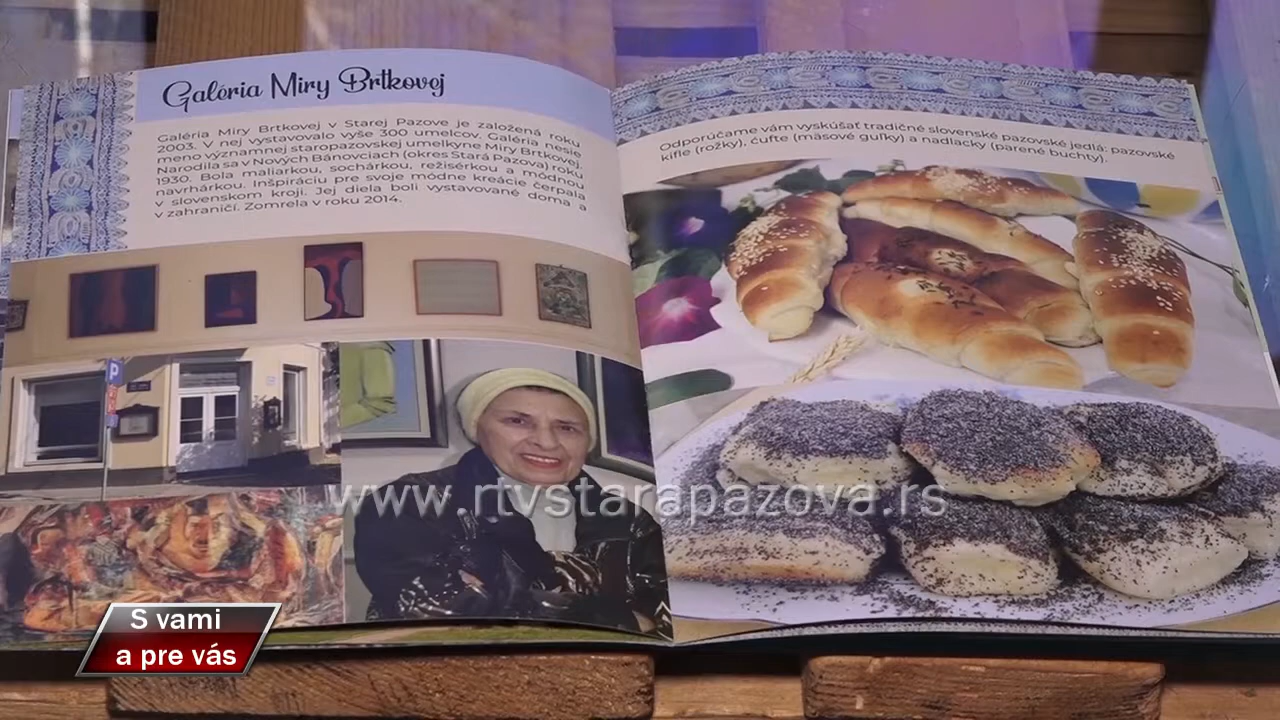 Galéria Miry Brtkovej
Galéria Miry Brtkovej v Starej Pazove je založená roku
2003. V nej vystavovalo vyše 300 umelcov. Galéria nesie
meno významnej staropazovskej umelkyne Miry Brtkovej.
Narodila sa v Nových Bánovciach (okres Stará Pazova) roku
1930. Bola maliarkou, sochárkou, režisérkou a módnou
navrhárkou. Inšpiráciu pre svoje módne kreácie čerpala
v slovenskom kroji. Jej diela boli vystavované doma a
v zahraničí. Zomrela v roku 2014.
Odporúčame vám vyskúšať tradičné slovenské pazovské jedlá: pazovské
kifle (rožky), čufte (mäsové guľky) a nadlacky (parené buchty).
P
www.rtvstarapazova.rs
S vami
a pre vás